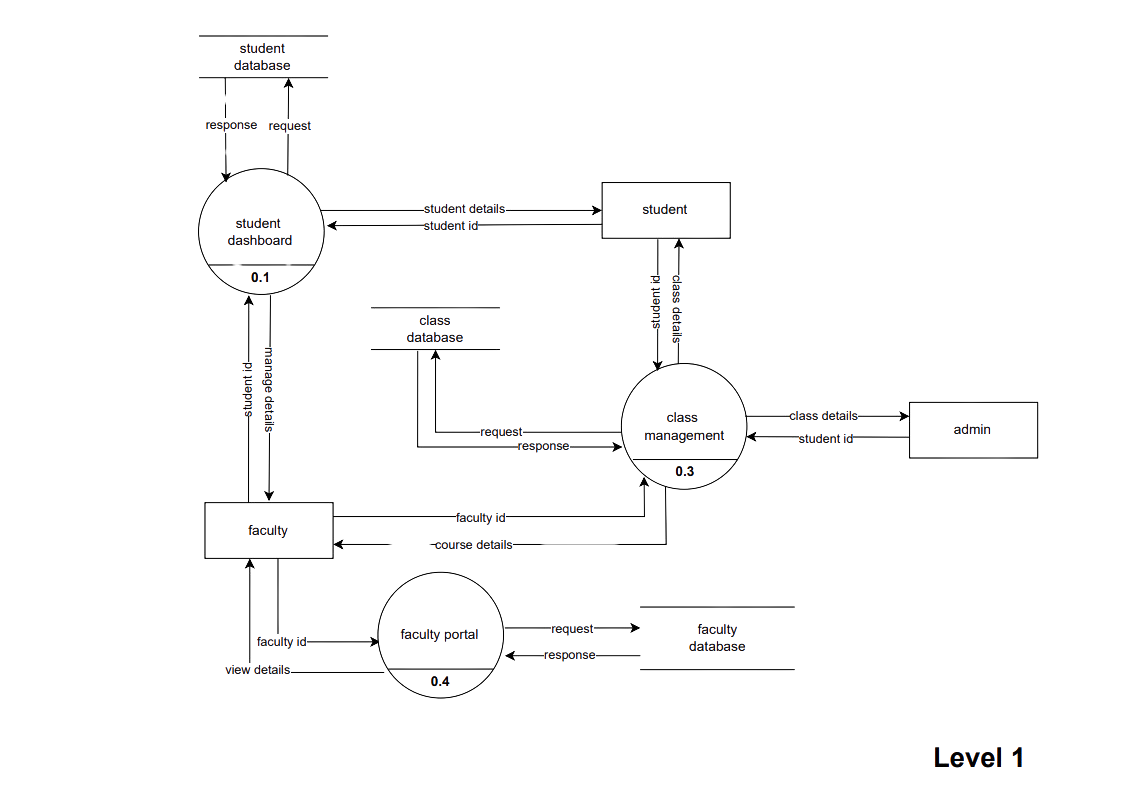 student
database
response
request
student
dashboard
0.1
student details
student id
student
student id
class details
class
database
request
response
class
management
0.3
class details
student id
admin
student id
manage details
faculty
faculty id
course details
faculty id
view details
faculty portal
0.4
request
response
faculty
database
Level 1